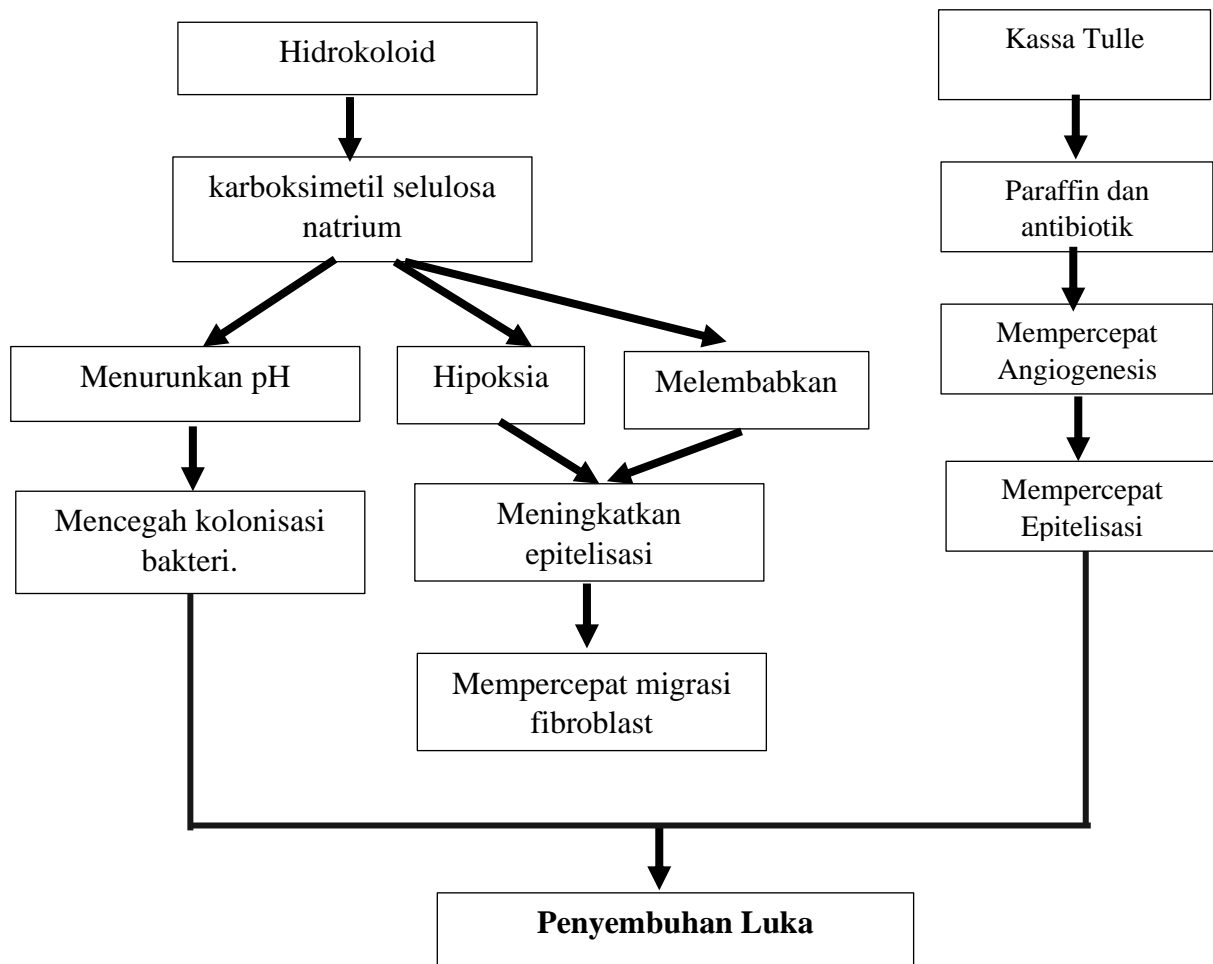 Hidrokoloid
Kassa Tulle
karboksimetil selulosa
natrium
Paraffin dan
antibiotik
Menurunkan pH
Hipoksia
Melembabkan
Mempercepat
Angiogenesis
Mencegah kolonisasi
bakteri.
Meningkatkan
epitelisasi
Mempercepat
Epitelisasi
Mempercepat migrasi
fibroblast
Penyembuhan Luka